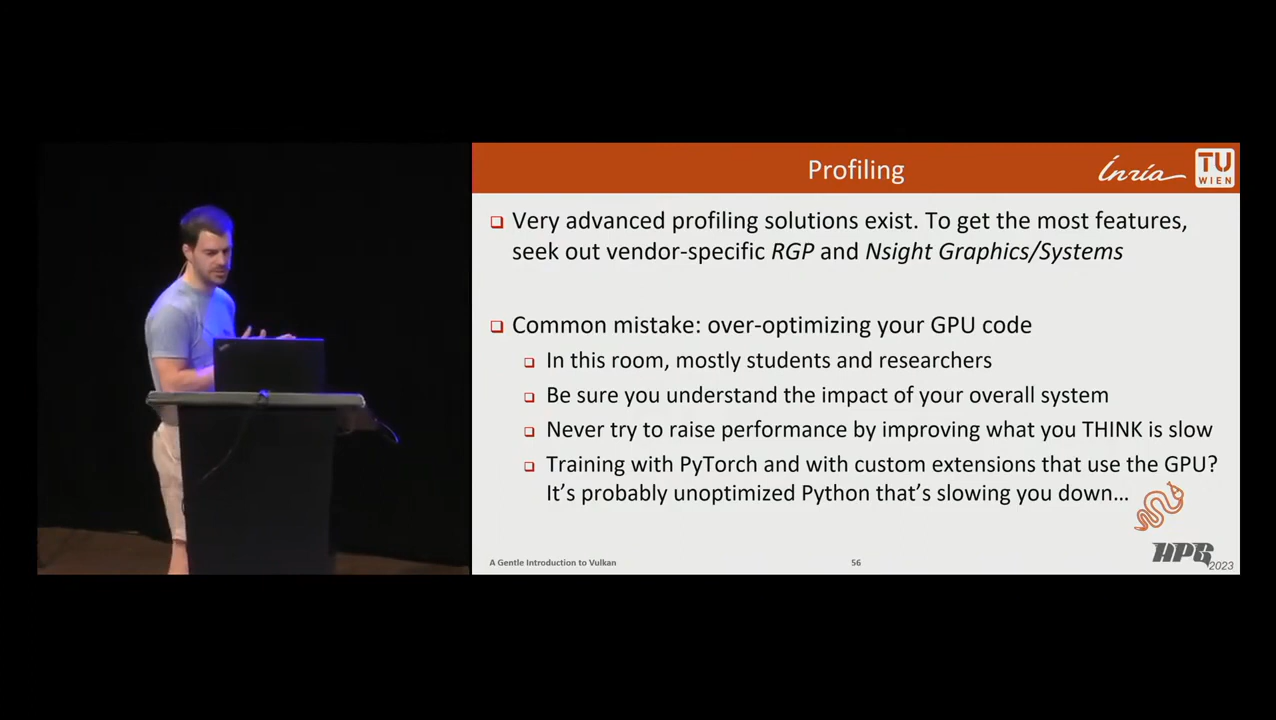 Profiling
Ínría
TU
WIEN
❑ Very advanced profiling solutions exist. To get the most features,
seek out vendor-specific RGP and Nsight Graphics/Systems
❑ Common mistake: over-optimizing your GPU code
❑ In this room, mostly students and researchers
❑ Be sure you understand the impact of your overall system
❑ Never try to raise performance by improving what you THINK is slow
❑ Training with PyTorch and with custom extensions that use the GPU?
It's probably unoptimized Python that's slowing you down...
A Gentle Introduction to Vulkan
56
HPG
2023